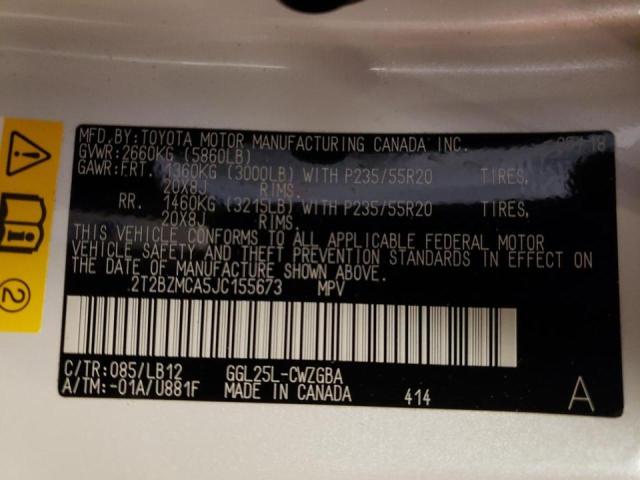 MFD.BY:TOYOTA MOTOR MANUFACTURING CANADA INC.
GVWR:2660KG (5860LB)
GAWR:FRT. 1360KG (3000LB) WITH P235/55R20 TIRES,
20X8J RIMS.
RR. 1460KG (3215LB) WITH P235/55R20 TIRES,
20X8J RIMS.
THIS VEHICLE CONFORMS TO ALL APPLICABLE FEDERAL MOTOR
VEHICLE SAFETY AND THEFT PREVENTION STANDARDS IN EFFECT ON
THE DATE OF MANUFACTURE SHOWN ABOVE.
2T2BZMCA5JC155673 MPV
C/TR:085/LB12 GGL25L-CWZGBA
A/TM:-01A/U881F MADE IN CANADA 414 A
2